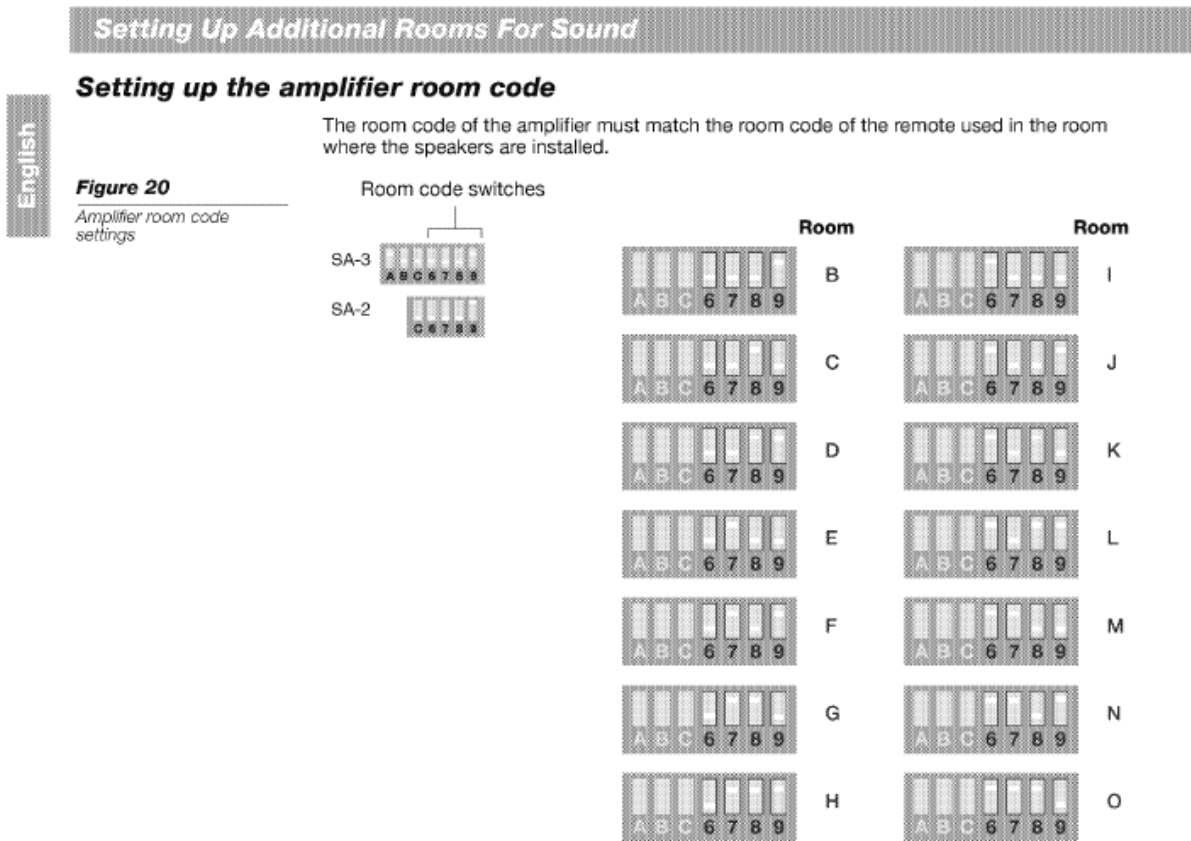 Setting Up Additional Rooms For Sound
Setting up the amplifier room code
English
The room code of the amplifier must match the room code of the remote used in the room
where the speakers are installed.
Figure 20
Amplifier room code
settings
Room code switches
SA-3
A B C 6 7 8 9
SA-2
C 6 7 8 9
Room Room
A B C 6 7 8 9 B A B C 6 7 8 9 I
A B C 6 7 8 9 C A B C 6 7 8 9 J
A B C 6 7 8 9 D A B C 6 7 8 9 K
A B C 6 7 8 9 E A B C 6 7 8 9 L
A B C 6 7 8 9 F A B C 6 7 8 9 M
A B C 6 7 8 9 G A B C 6 7 8 9 N
A B C 6 7 8 9 H A B C 6 7 8 9 O